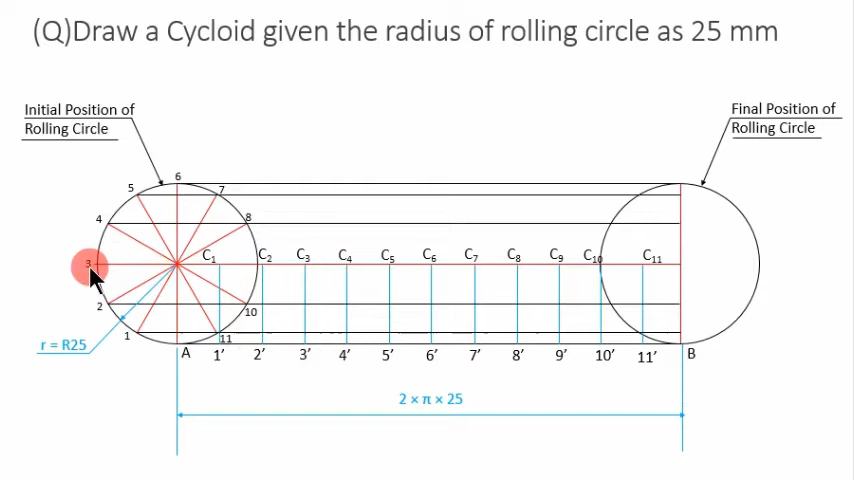 (Q)Draw a Cycloid given the radius of rolling circle as 25 mm
Initial Position of
Rolling Circle
Final Position of
Rolling Circle
6
5
7
4
8
3
C₁ C₂ C₃ C₄ C₅ C₆ C₇ C₈ C₉ C₁₀ C₁₁
2
10
1
11
r = R25
A 1’ 2’ 3’ 4’ 5’ 6’ 7’ 8’ 9’ 10’ 11’ B
2 × π × 25